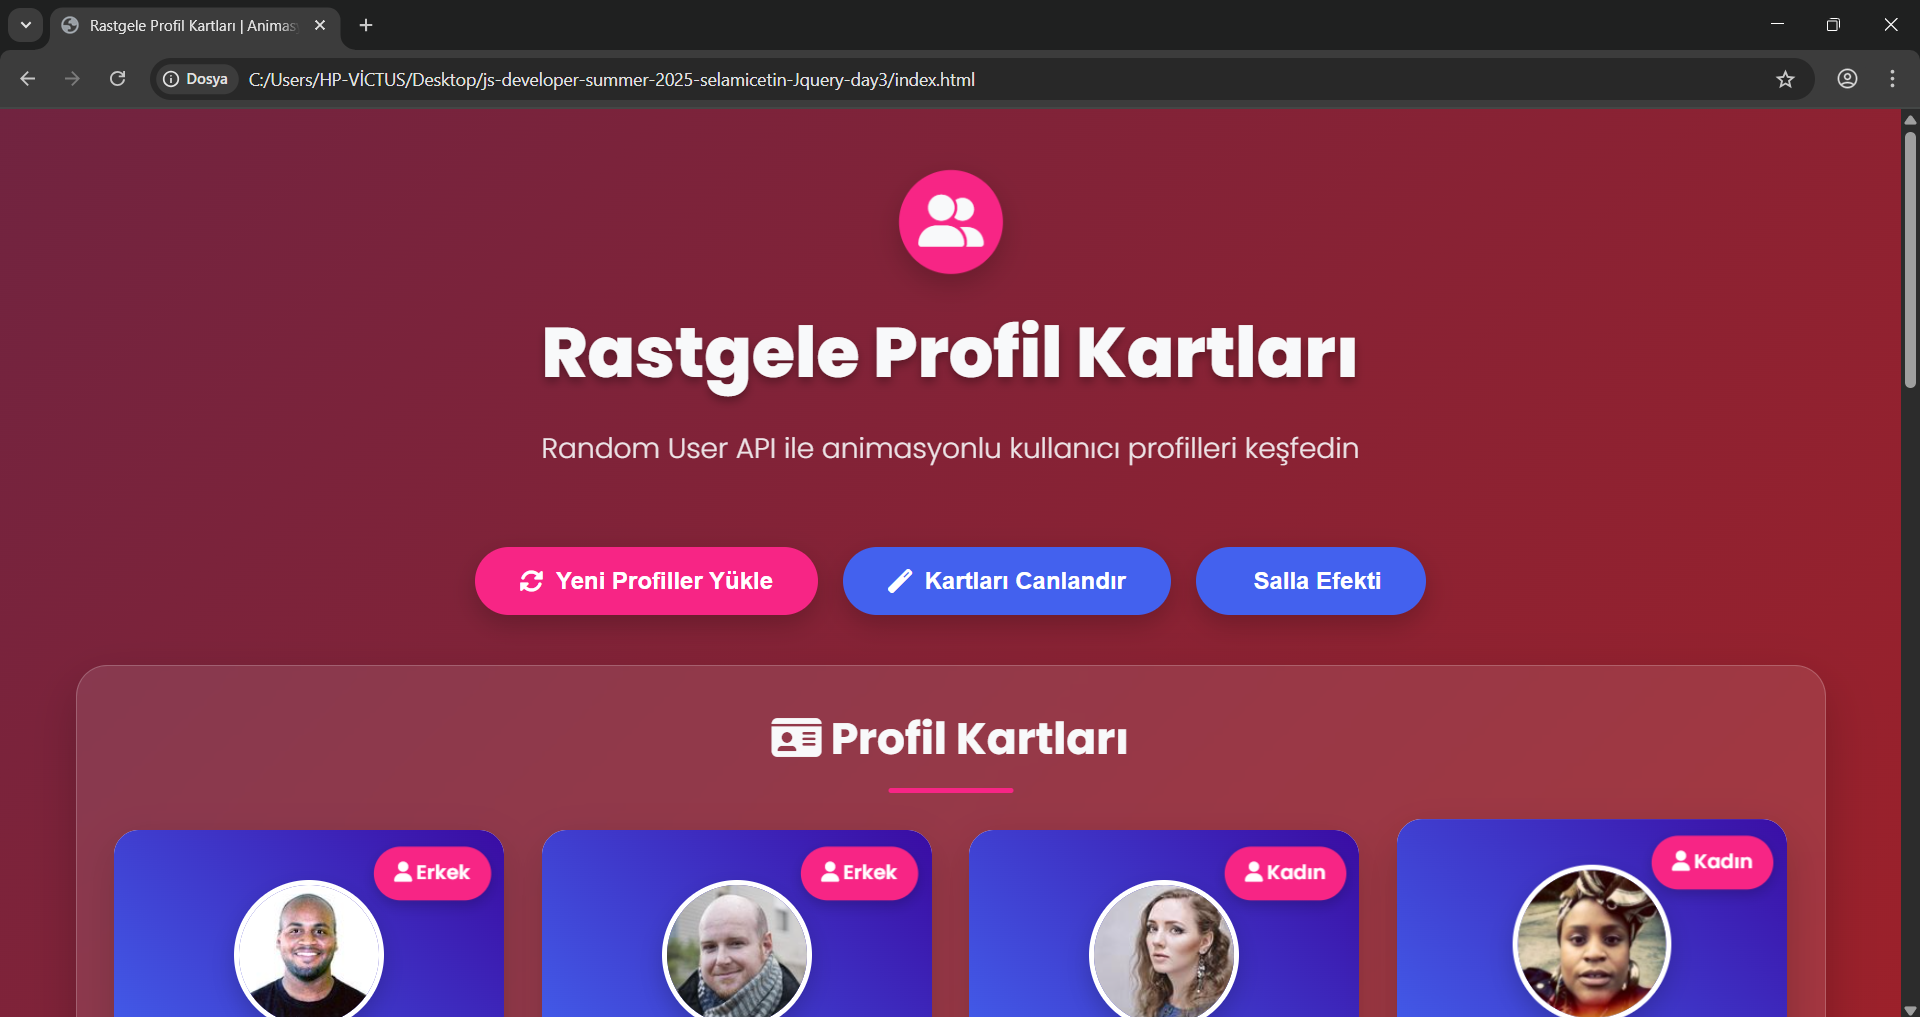 Rastgele Profil Kartları | Animas
Dosya
C:/Users/HP-VİCTUS/Desktop/js-developer-summer-2025-selamicetin-Jquery-day3/index.html
Rastgele Profil Kartları
Random User API ile animasyonlu kullanıcı profilleri keşfedin
Yeni Profiller Yükle
Kartları Canlandır
Salla Efekti
Profil Kartları
Erkek
Erkek
Kadın
Kadın